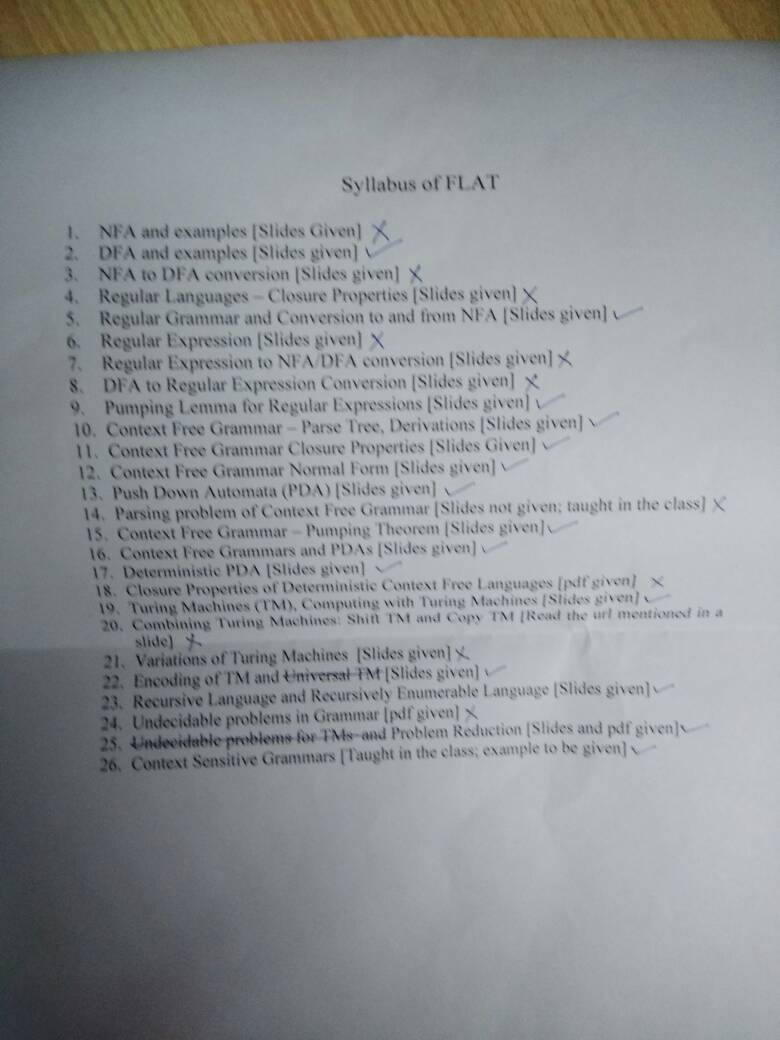 Syllabus of FLAT
1. NFA and examples [Slides Given] ✗
2. DFA and examples [Slides given] ✓
3. NFA to DFA conversion [Slides given] ✗
4. Regular Languages – Closure Properties [Slides given] ✗
5. Regular Grammar and Conversion to and from NFA [Slides given] ✓
6. Regular Expression [Slides given] ✗
7. Regular Expression to NFA/DFA conversion [Slides given] ✗
8. DFA to Regular Expression Conversion [Slides given] ✗
9. Pumping Lemma for Regular Expressions [Slides given] ✓
10. Context Free Grammar – Parse Tree, Derivations [Slides given] ✓
11. Context Free Grammar Closure Properties [Slides Given] ✓
12. Context Free Grammar Normal Form [Slides given] ✓
13. Push Down Automata (PDA) [Slides given] ✓
14. Parsing problem of Context Free Grammar [Slides not given; taught in the class] ✗
15. Context Free Grammar – Pumping Theorem [Slides given] ✓
16. Context Free Grammars and PDAs [Slides given] ✓
17. Deterministic PDA [Slides given] ✓
18. Closure Properties of Deterministic Context Free Languages [pdf given] ✗
19. Turing Machines (TM), Computing with Turing Machines [Slides given] ✓
20. Combining Turing Machines: Shift TM and Copy TM [Read the url mentioned in a
slide] ✗
21. Variations of Turing Machines [Slides given] ✗
22. Encoding of TM and Universal TM [Slides given] ✓
23. Recursive Language and Recursively Enumerable Language [Slides given] ✓
24. Undecidable problems in Grammar [pdf given] ✗
25. Undecidable problems for TMs and Problem Reduction [Slides and pdf given] ✓
26. Context Sensitive Grammars [Taught in the class; example to be given] ✓